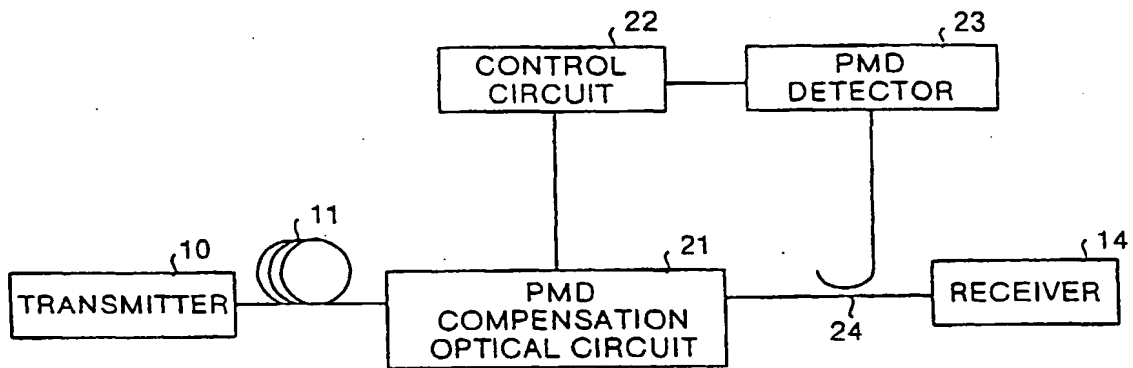 22
23
CONTROL
CIRCUIT
PMD
DETECTOR
11
10
21
14
TRANSMITTER
PMD
COMPENSATION
OPTICAL CIRCUIT
24
RECEIVER